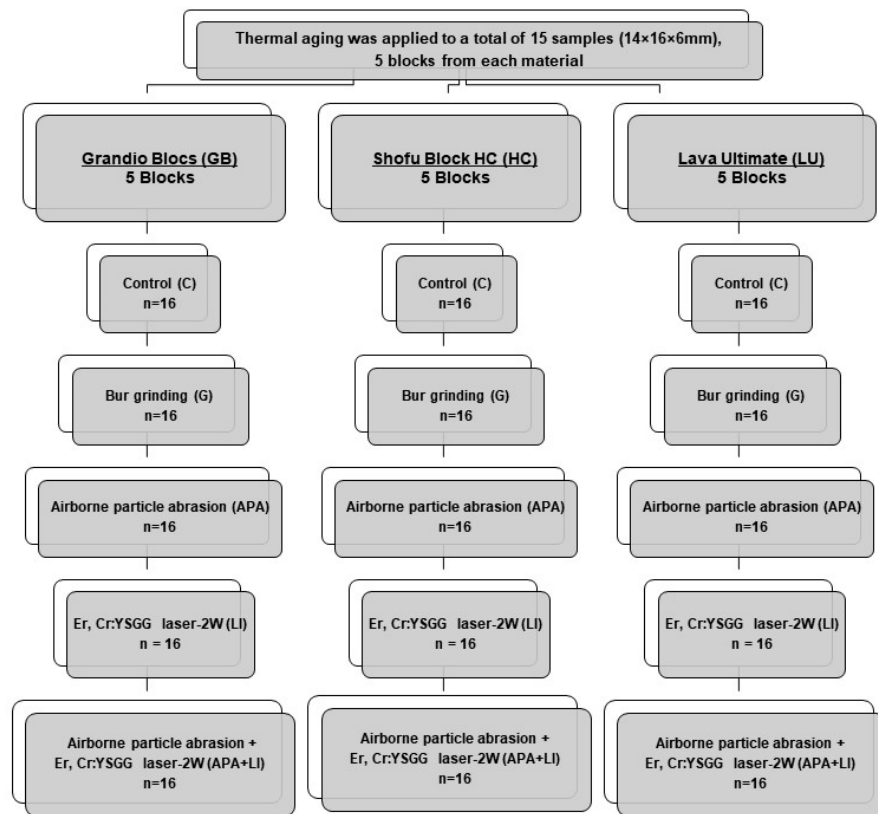 Thermal aging was applied to a total of 15 samples (14×16×6mm),
5 blocks from each material
Grandio Blocs (GB)
5 Blocks
Shofu Block HC (HC)
5 Blocks
Lava Ultimate (LU)
5 Blocks
Control (C)
n=16
Control (C)
n=16
Control (C)
n=16
Bur grinding (G)
n=16
Bur grinding (G)
n=16
Bur grinding (G)
n=16
Airborne particle abrasion (APA)
n=16
Airborne particle abrasion (APA)
n=16
Airborne particle abrasion (APA)
n=16
Er, Cr:YSGG laser-2W (LI)
n = 16
Er, Cr:YSGG laser-2W (LI)
n = 16
Er, Cr:YSGG laser-2W (LI)
n = 16
Airborne particle abrasion +
Er, Cr:YSGG laser-2W (APA+LI)
n=16
Airborne particle abrasion +
Er, Cr:YSGG laser-2W (APA+LI)
n=16
Airborne particle abrasion +
Er, Cr:YSGG laser-2W (APA+LI)
n=16